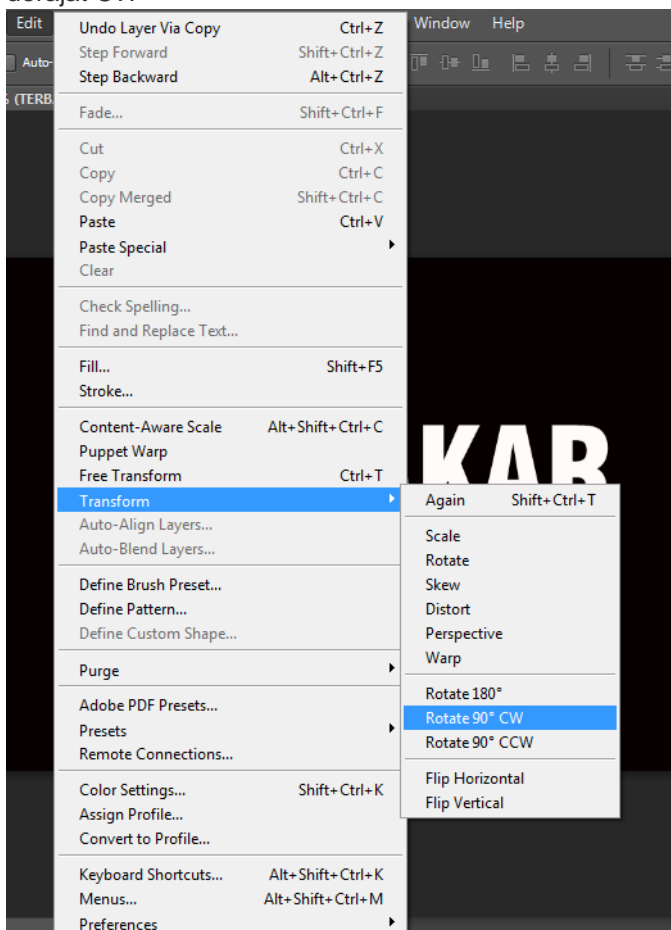 derajat CW
Edit
Window Help
Auto-
(TERB
Undo Layer Via Copy Ctrl+Z
Step Forward Shift+Ctrl+Z
Step Backward Alt+Ctrl+Z
Fade... Shift+Ctrl+F
Cut Ctrl+X
Copy Ctrl+C
Copy Merged Shift+Ctrl+C
Paste Ctrl+V
Paste Special
Clear
Check Spelling...
Find and Replace Text...
Fill... Shift+F5
Stroke...
Content-Aware Scale Alt+Shift+Ctrl+C
Puppet Warp
Free Transform Ctrl+T
Transform
Auto-Align Layers...
Auto-Blend Layers...
Define Brush Preset...
Define Pattern...
Define Custom Shape...
Purge
Adobe PDF Presets...
Presets
Remote Connections...
Color Settings... Shift+Ctrl+K
Assign Profile...
Convert to Profile...
Keyboard Shortcuts... Alt+Shift+Ctrl+K
Menus... Alt+Shift+Ctrl+M
Preferences
KAB
Again Shift+Ctrl+T
Scale
Rotate
Skew
Distort
Perspective
Warp
Rotate 180°
Rotate 90° CW
Rotate 90° CCW
Flip Horizontal
Flip Vertical